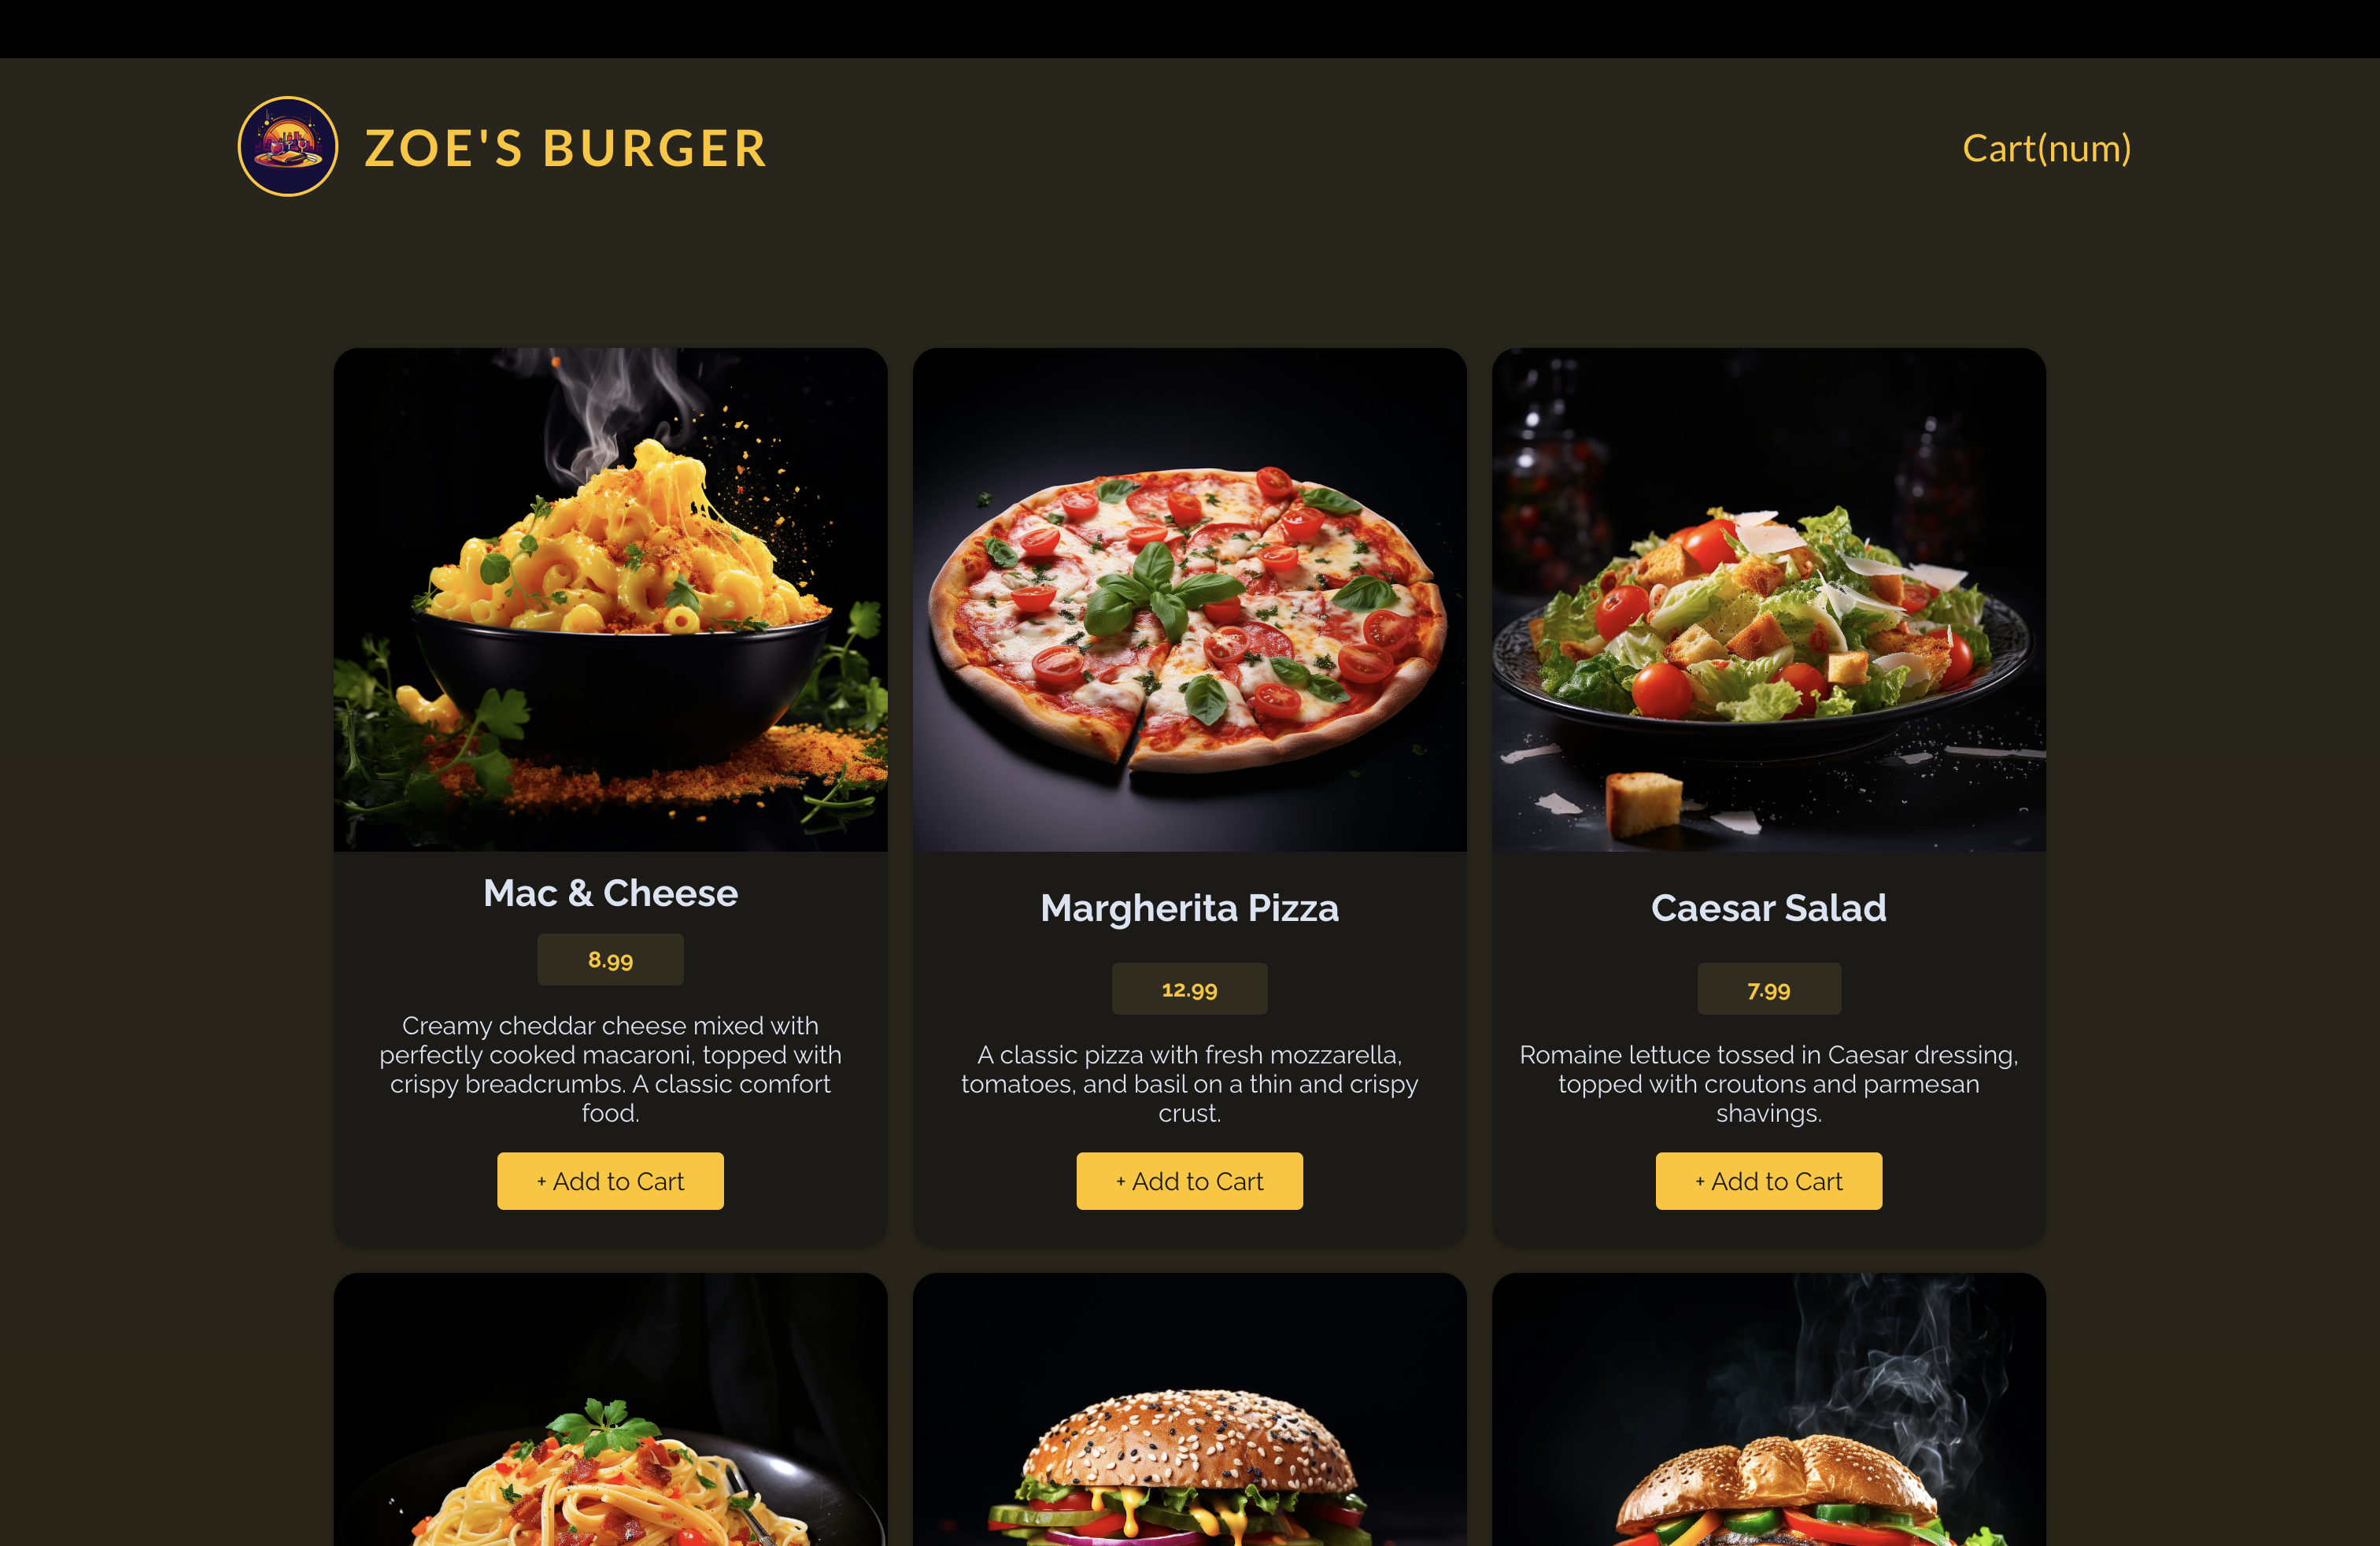 ZOE'S BURGER
Cart(num)
Mac & Cheese
8.99
Creamy cheddar cheese mixed with
perfectly cooked macaroni, topped with
crispy breadcrumbs. A classic comfort
food.
+ Add to Cart
Margherita Pizza
12.99
A classic pizza with fresh mozzarella,
tomatoes, and basil on a thin and crispy
crust.
+ Add to Cart
Caesar Salad
7.99
Romaine lettuce tossed in Caesar dressing,
topped with croutons and parmesan
shavings.
+ Add to Cart